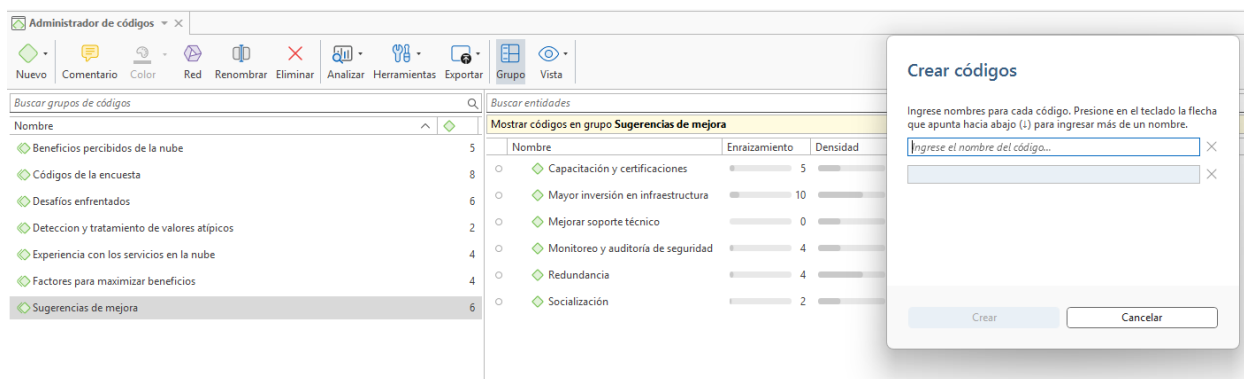 Administrador de códigos
Nuevo Comentario Color Red Renombrar Eliminar Analizar Herramientas Exportar Grupo Vista
Buscar grupos de códigos
Nombre
Beneficios percibidos de la nube 5
Códigos de la encuesta 8
Desafíos enfrentados 6
Deteccion y tratamiento de valores atípicos 2
Experiencia con los servicios en la nube 4
Factores para maximizar beneficios 4
Sugerencias de mejora 6
Buscar entidades
Mostrar códigos en grupo Sugerencias de mejora
Nombre Enraizamiento Densidad
Capacitación y certificaciones 5
Mayor inversión en infraestructura 10
Mejorar soporte técnico 0
Monitoreo y auditoría de seguridad 4
Redundancia 4
Socialización 2
Crear códigos
Ingrese nombres para cada código. Presione en el teclado la flecha
que apunta hacia abajo (↓) para ingresar más de un nombre.
Ingrese el nombre del código...
Crear Cancelar